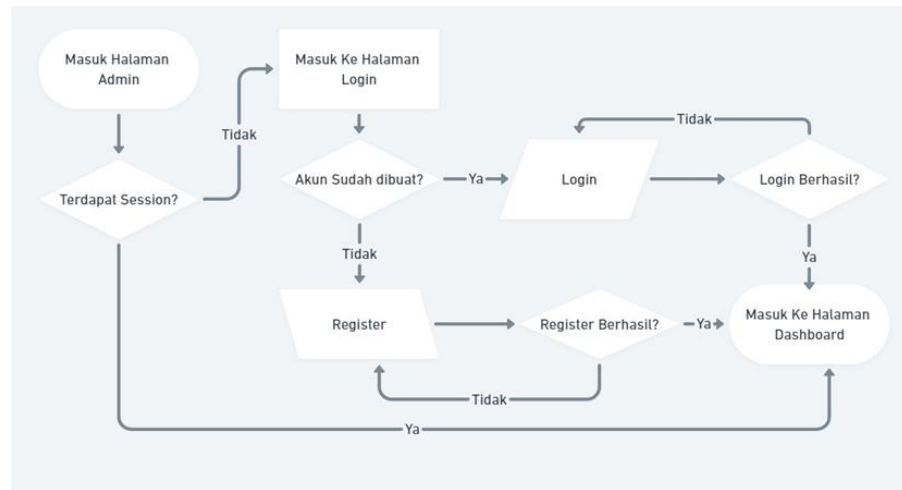 Masuk Halaman
Admin
Masuk Ke Halaman
Login
Tidak
Tidak
Terdapat Session?
Akun Sudah dibuat?
Ya
Login
Login Berhasil?
Tidak
Ya
Register
Register Berhasil?
Ya
Masuk Ke Halaman
Dashboard
Tidak
Ya